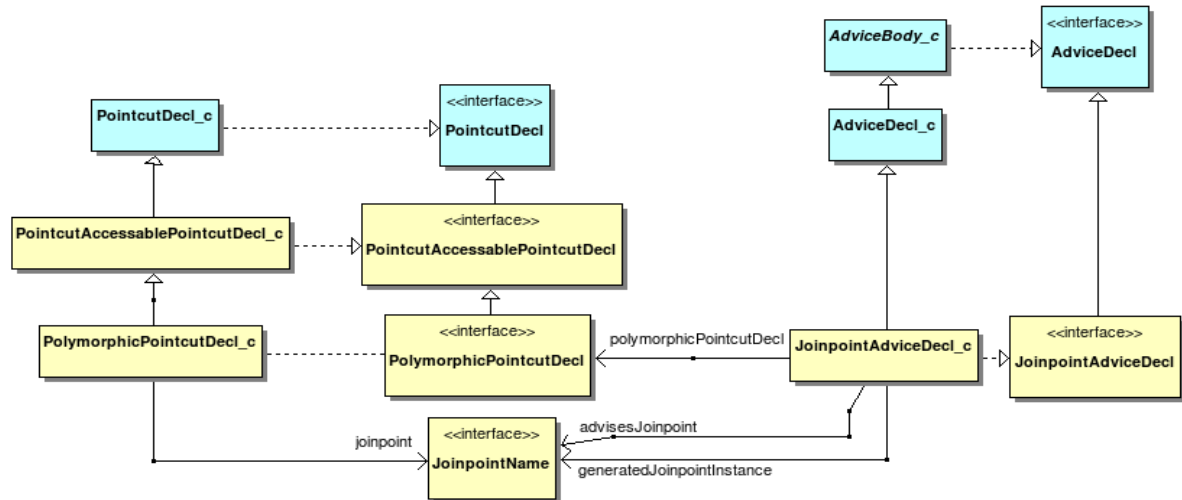 <<interface>>
AdviceDecl
AdviceBody_c
PointcutDecl_c
<<interface>>
PointcutDecl
AdviceDecl_c
PointcutAccessablePointcutDecl_c
<<interface>>
PointcutAccessablePointcutDecl
PolymorphicPointcutDecl_c
<<interface>>
PolymorphicPointcutDecl
polymorphicPointcutDecl
JoinpointAdviceDecl_c
<<interface>>
JoinpointAdviceDecl
joinpoint
<<interface>>
JoinpointName
advisesJoinpoint
generatedJoinpointInstance